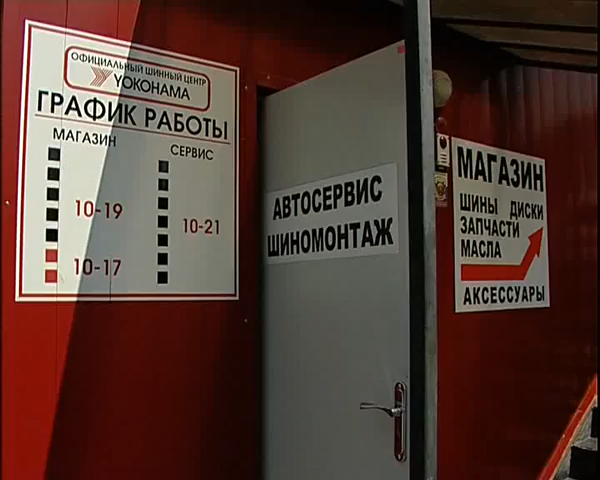 ОФИЦИАЛЬНЫЙ ШИННЫЙ ЦЕНТР
YOKOHAMA
ГРАФИК РАБОТЫ
МАГАЗИН
СЕРВИС
10-19
10-21
10-17
АВТОСЕРВИС
ШИНОМОНТАЖ
МАГАЗИН
ШИНЫ ДИСКИ
ЗАПЧАСТИ
МАСЛА
АКСЕССУАРЫ